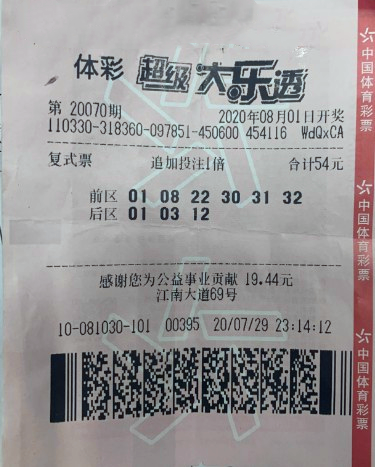 体彩 超级大乐透
第 20070期 2020年08月01日开奖
110330-318360-097851-450600 454116 WdQxCA
复式票 追加投注1倍 合计54元
前区 01 08 22 30 31 32
后区 01 03 12
感谢您为公益事业贡献 19.44元
江南大道69号
10-081030-101 00395 20/07/29 23:14:12
中国体育彩票
中国体育彩票
中国体育彩票